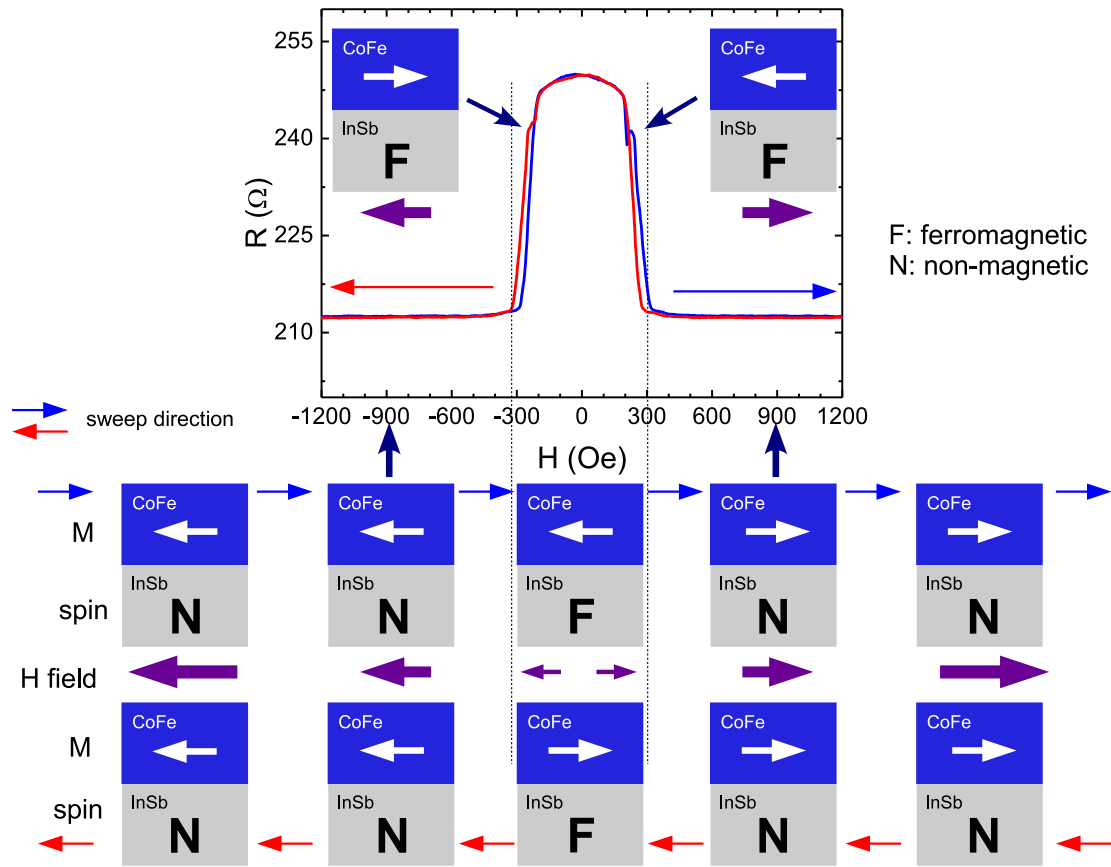 255
240
225
210
R (Ω)
CoFe
InSb
F
CoFe
InSb
F
F: ferromagnetic
N: non-magnetic
-1200 -900 -600 -300 0 300 600 900 1200
H (Oe)
sweep direction
M
CoFe CoFe CoFe CoFe CoFe
spin
InSb InSb InSb InSb InSb
N N F N N
H field
M
CoFe CoFe CoFe CoFe CoFe
spin
InSb InSb InSb InSb InSb
N N F N N